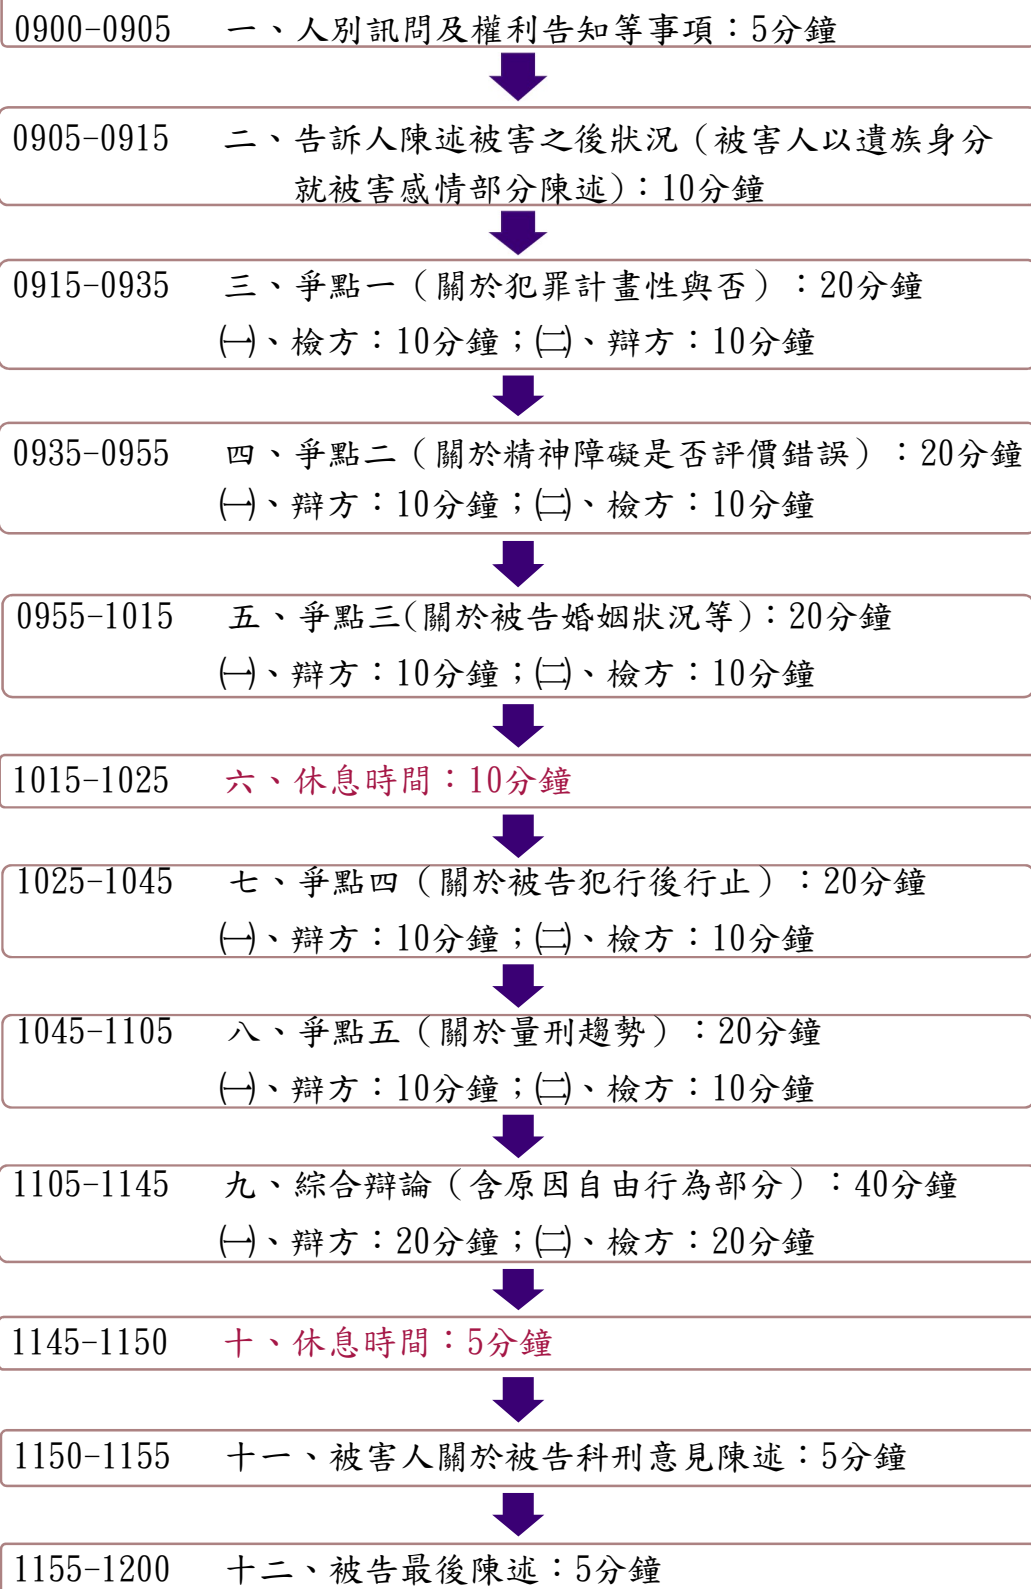 0900-0905 一、人別訊問及權利告知等事項：5分鐘
0905-0915 二、告訴人陳述被害之後狀況（被害人以遺族身分
就被害感情部分陳述)：10分鐘
0915-0935 三、爭點一（關於犯罪計畫性與否）：20分鐘
㈠、檢方：10分鐘；㈡、辯方：10分鐘
0935-0955 四、爭點二（關於精神障礙是否評價錯誤）：20分鐘
㈠、辯方：10分鐘；㈡、檢方：10分鐘
0955-1015 五、爭點三(關於被告婚姻狀況等)：20分鐘
㈠、辯方：10分鐘；㈡、檢方：10分鐘
1015-1025 六、休息時間：10分鐘
1025-1045 七、爭點四（關於被告犯行後行止）：20分鐘
㈠、辯方：10分鐘；㈡、檢方：10分鐘
1045-1105 八、爭點五（關於量刑趨勢）：20分鐘
㈠、辯方：10分鐘；㈡、檢方：10分鐘
1105-1145 九、綜合辯論（含原因自由行為部分）：40分鐘
㈠、辯方：20分鐘；㈡、檢方：20分鐘
1145-1150 十、休息時間：5分鐘
1150-1155 十一、被害人關於被告科刑意見陳述：5分鐘
1155-1200 十二、被告最後陳述：5分鐘